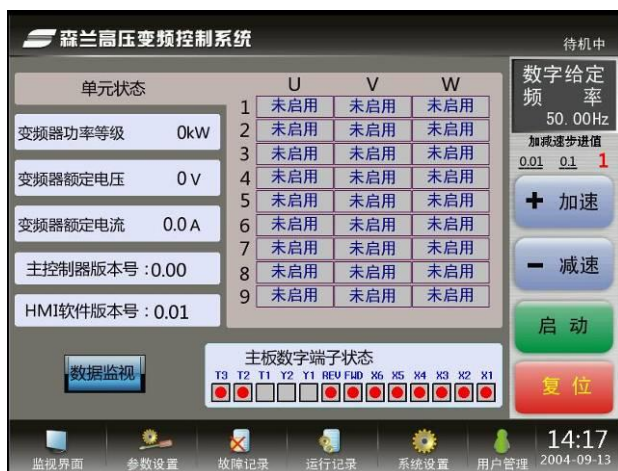 森兰高压变频控制系统
待机中
单元状态
变频器功率等级 0kW
变频器额定电压 0 V
变频器额定电流 0.0 A
主控制器版本号 :0.00
HMI软件版本号 : 0.01
数据监视
U V W
1 未启用 未启用 未启用
2 未启用 未启用 未启用
3 未启用 未启用 未启用
4 未启用 未启用 未启用
5 未启用 未启用 未启用
6 未启用 未启用 未启用
7 未启用 未启用 未启用
8 未启用 未启用 未启用
9 未启用 未启用 未启用
主板数字端子状态
T3 T2 T1 Y2 Y1 REV FWD X6 X5 X4 X3 X2 X1
数字给定
频 率
50.00Hz
加减速步进值
0.01 0.1 1
+ 加速
- 减速
启 动
复 位
监视界面 参数设置 故障记录 运行记录 系统设置 用户管理
14:17
2004-09-13